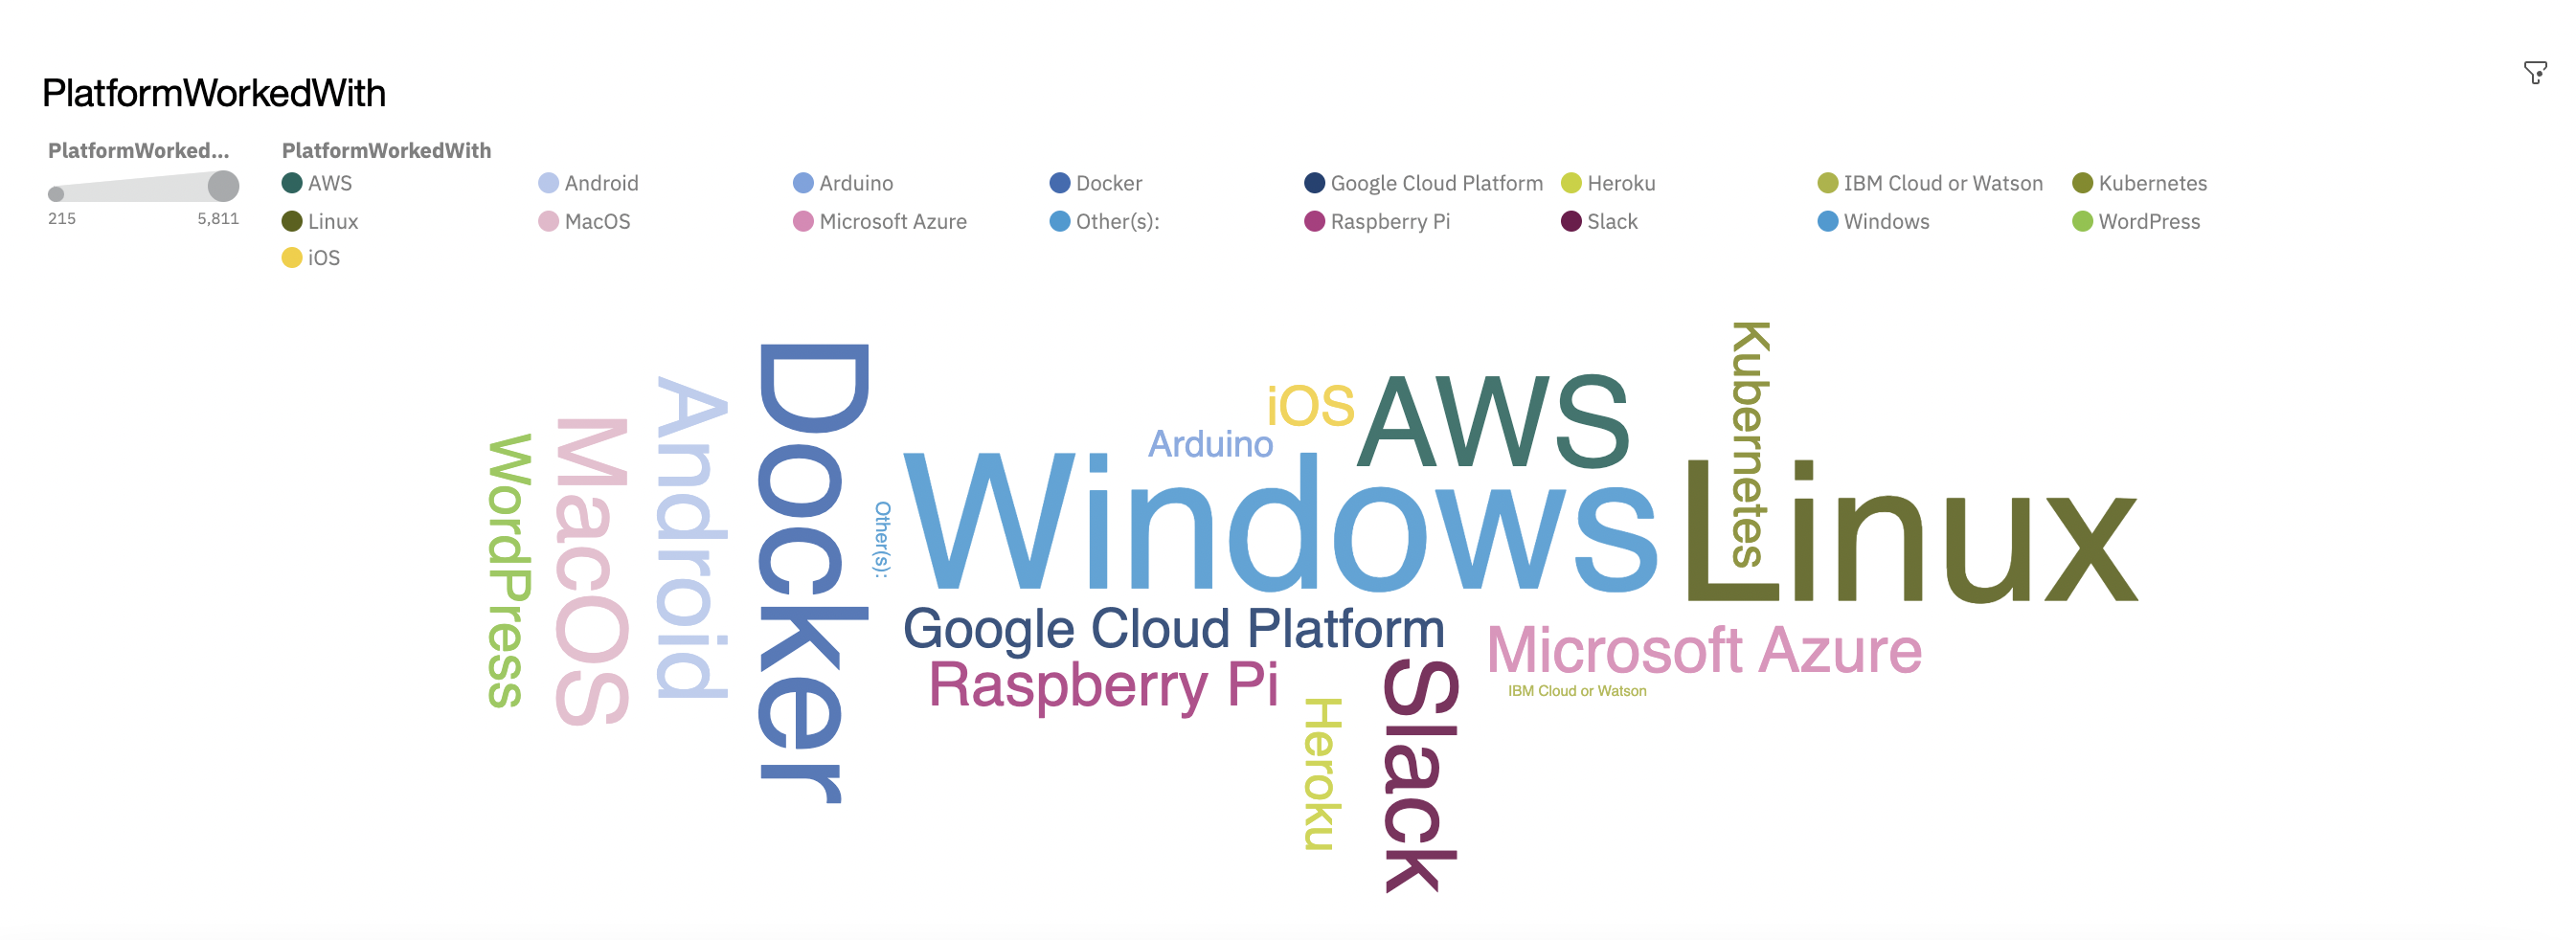 PlatformWorkedWith
PlatformWorked...
215
5,811
PlatformWorkedWith
AWS
Android
Arduino
Docker
Google Cloud Platform
Heroku
IBM Cloud or Watson
Kubernetes
Linux
MacOS
Microsoft Azure
Other(s):
Raspberry Pi
Slack
Windows
WordPress
iOS
WordPress
MacOS
Android
Docker
Other(s):
Arduino
iOS
AWS
Kubernetes
Windows
Linux
Google Cloud Platform
Microsoft Azure
Raspberry Pi
IBM Cloud or Watson
Heroku
Slack